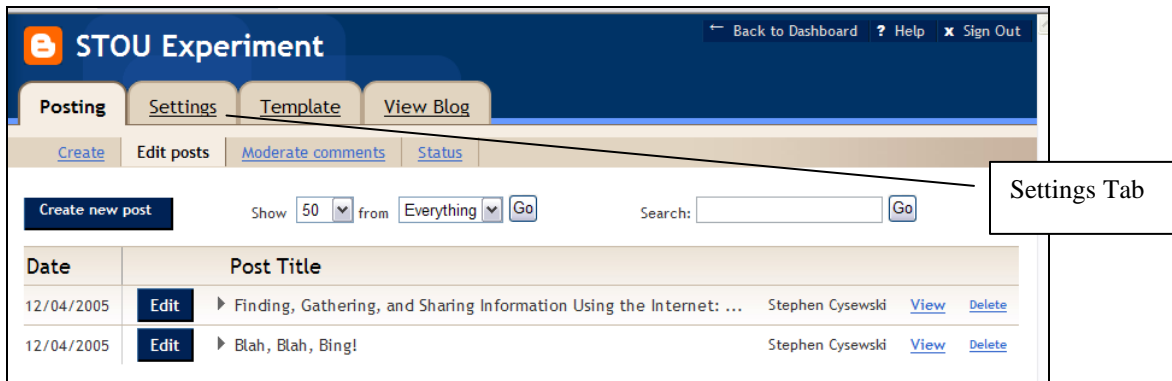 STOU Experiment
← Back to Dashboard ? Help x Sign Out
Posting Settings Template View Blog
Create Edit posts Moderate comments Status
Settings Tab
Create new post Show 50 from Everything Go Search: Go
Date Post Title
12/04/2005 Edit Finding, Gathering, and Sharing Information Using the Internet: ... Stephen Cysewski View Delete
12/04/2005 Edit Blah, Blah, Bing! Stephen Cysewski View Delete